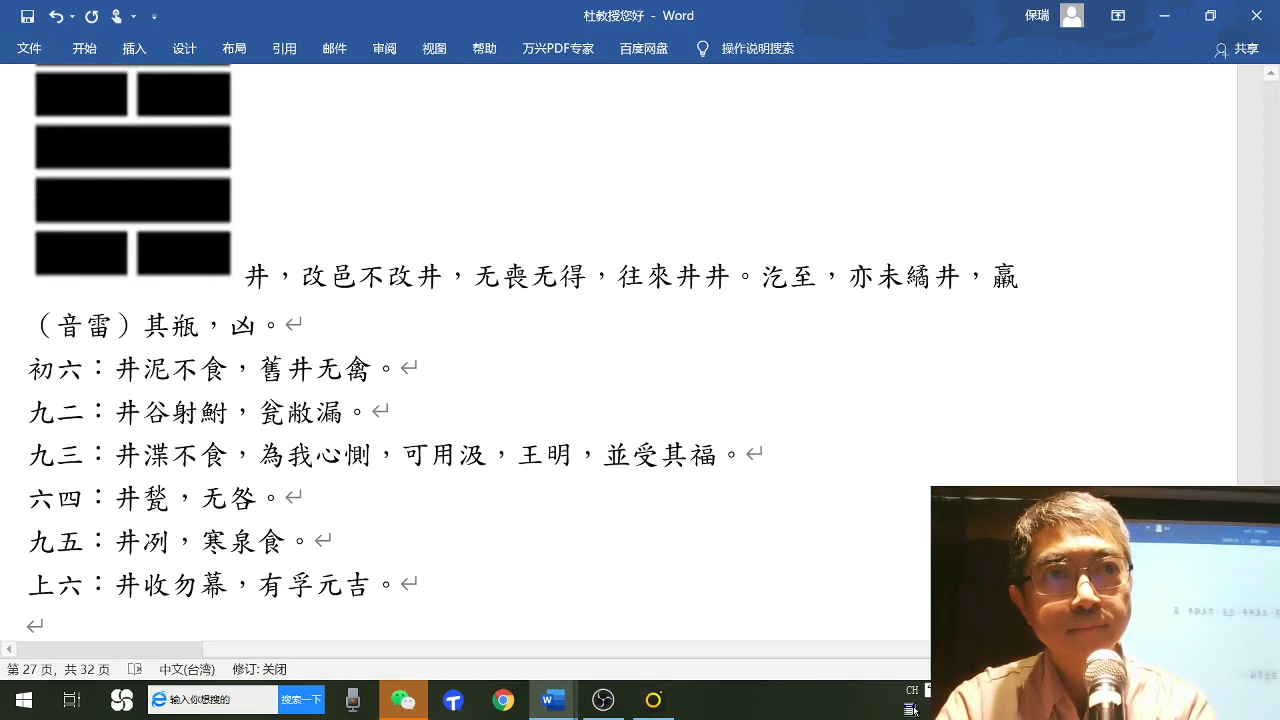 杜教授您好 - Word
保瑞
文件 开始 插入 设计 布局 引用 邮件 审阅 视图 帮助 万兴PDF专家 百度网盘 操作说明搜索 共享
井，改邑不改井，无喪无得，往來井井。汔至，亦未繘井，羸
（音雷）其瓶，凶。
初六：井泥不食，舊井无禽。
九二：井谷射鮒，瓮敝漏。
九三：井渫不食，為我心惻，可用汲，王明，並受其福。
六四：井甃，无咎。
九五：井冽，寒泉食。
上六：井收勿幕，有孚元吉。
第 27 页，共 32 页 中文(台湾) 修订: 关闭
输入你想搜的 搜索一下
CH